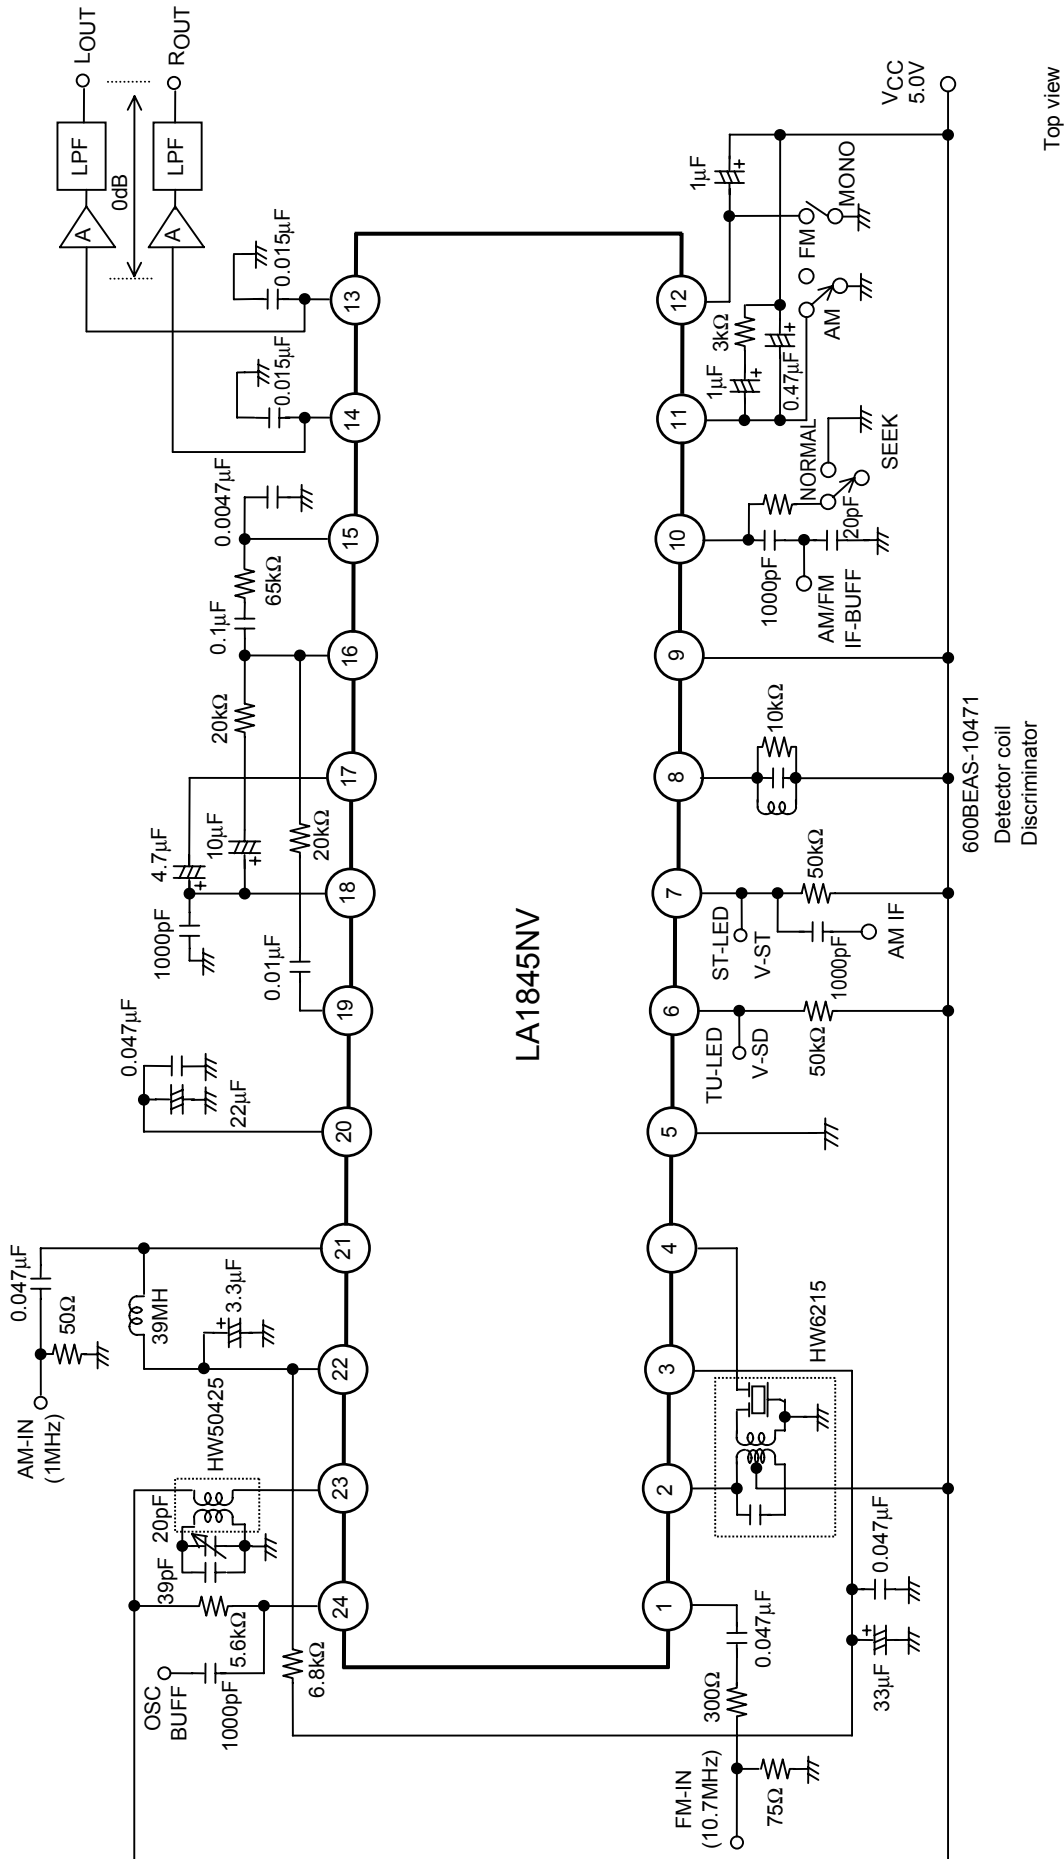 LOUT
ROUT
LPF
LPF
0dB
A
A
0.015µF
0.015µF
0.0047µF
65kΩ
0.1µF
20kΩ
4.7µF
10µF
20kΩ
1000pF
0.01µF
0.047µF
22µF
0.047µF
50Ω
AM-IN
(1MHz)
39MH
3.3µF
HW50425
20pF
39pF
5.6kΩ
OSC
BUFF
1000pF
6.8kΩ
24
23
22
21
20
19
18
17
16
15
14
13
LA1845NV
1
2
3
4
5
6
7
8
9
10
11
12
FM-IN
(10.7MHz)
75Ω
300Ω
0.047µF
33µF
0.047µF
HW6215
TU-LED
V-SD
50kΩ
ST-LED
V-ST
1000pF
50kΩ
AM IF
10kΩ
600BEAS-10471
Detector coil
Discriminator
1000pF
AM/FM
IF-BUFF
20pF
NORMAL
SEEK
1µF
3kΩ
0.47µF
AM
FM
MONO
1µF
VCC
5.0V
Top view